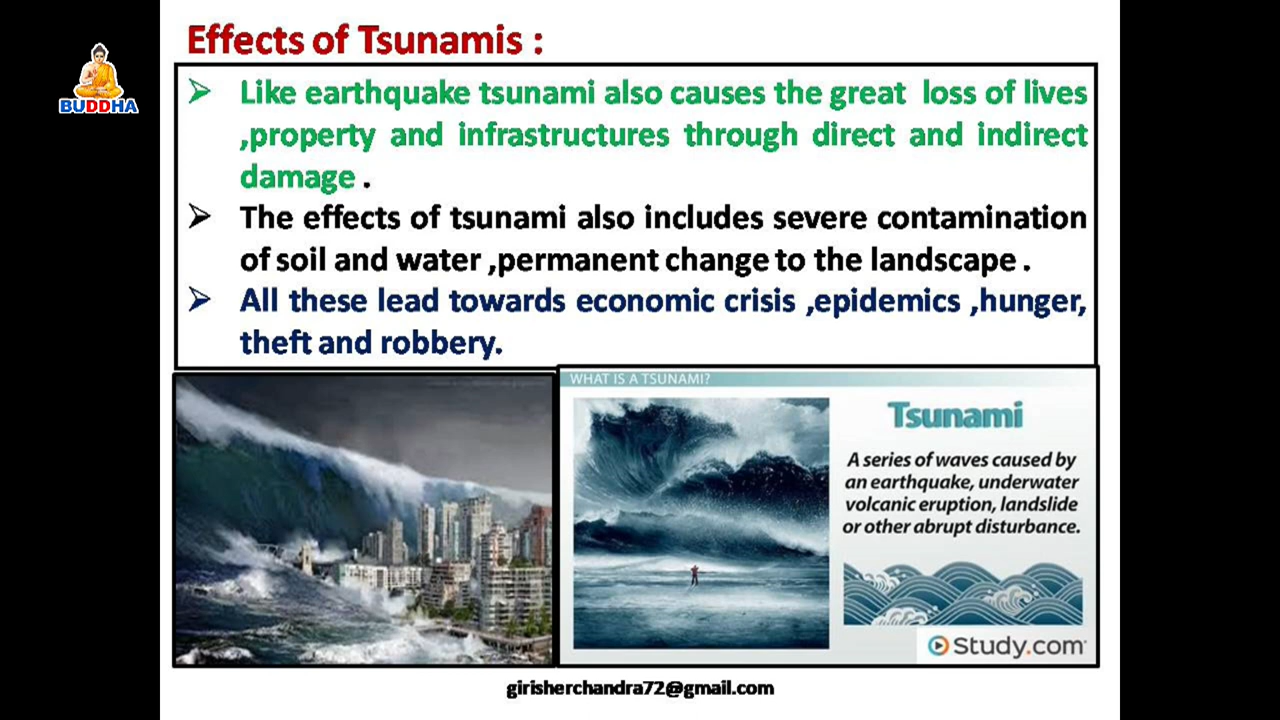 BUDDHA
Effects of Tsunamis :
➢ Like earthquake tsunami also causes the great loss of lives
,property and infrastructures through direct and indirect
damage .
➢ The effects of tsunami also includes severe contamination
of soil and water ,permanent change to the landscape .
➢ All these lead towards economic crisis ,epidemics ,hunger,
theft and robbery.
WHAT IS A TSUNAMI?
Tsunami
A series of waves caused by
an earthquake, underwater
volcanic eruption, landslide
or other abrupt disturbance.
Study.com
girisherchandra72@gmail.com